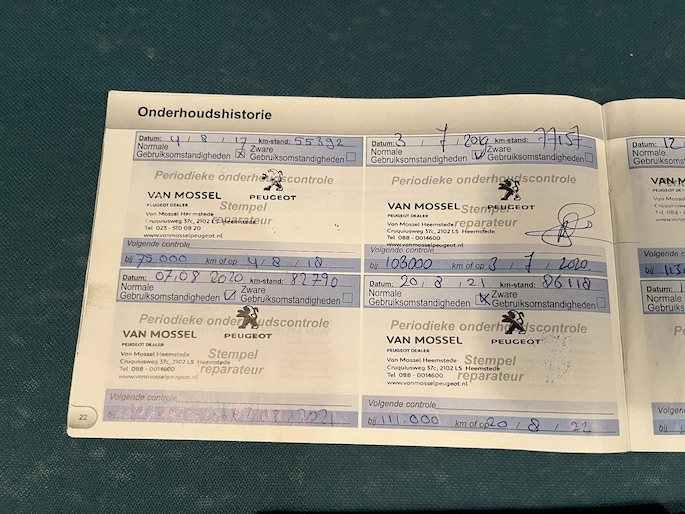 Onderhoudshistorie
Datum: 4 / 8 / 17 km-stand: 55392
Normale Zware
Gebruiksomstandigheden Gebruiksomstandigheden
Periodieke onderhoudscontrole
VAN MOSSEL
PEUGEOT DEALER PEUGEOT
Stempel
Van Mossel Heemstede reparateur
Cruquiusweg 37c, 2102 LS Heemstede
Tel 023 - 510 08 20
www.vanmosselpeugeot.nl
Volgende controle
bij 75.000 km of op 4 / 8 / 18
Datum: 3 / 7 / 2019 km-stand: 77157
Normale Zware
Gebruiksomstandigheden Gebruiksomstandigheden
Periodieke onderhoudscontrole
VAN MOSSEL
PEUGEOT DEALER PEUGEOT
Stempel
Van Mossel Heemstede reparateur
Cruquiusweg 37c, 2102 LS Heemstede
Tel 088 - 0014600
www.vanmosselpeugeot.nl
Volgende controle
bij 103000 km of op 3 / 7 / 2020
Datum: 07.08 2020 km-stand: 82790
Normale Zware
Gebruiksomstandigheden Gebruiksomstandigheden
Periodieke onderhoudscontrole
VAN MOSSEL PEUGEOT
PEUGEOT DEALER
Stempel
Van Mossel Heemstede reparateur
Cruquiusweg 37c, 2102 LS Heemstede
Tel 088 - 0014600
www.vanmosselpeugeot.nl
Volgende controle
bij 2021
Datum: 20 / 8 / 21 km-stand: 86118
Normale Zware
Gebruiksomstandigheden Gebruiksomstandigheden
Periodieke onderhoudscontrole
VAN MOSSEL PEUGEOT
PEUGEOT DEALER
Stempel
Van Mossel Heemstede reparateur
Cruquiusweg 37c, 2102 LS Heemstede
Tel 088 - 0014600
www.vanmosselpeugeot.nl
Volgende controle
bij 111.000 km of op 20 / 8 / 22
22